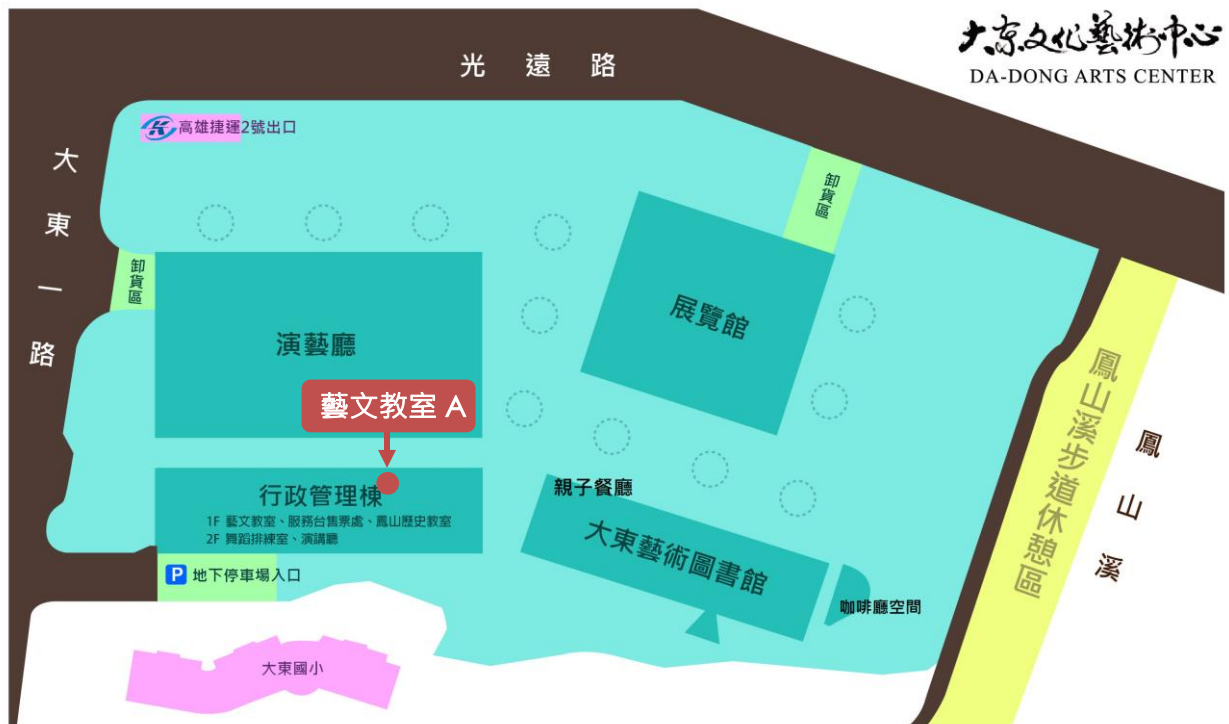 大東文化藝術中心
DA-DONG ARTS CENTER
光遠路
高雄捷運2號出口
大東一路
卸貨區
卸貨區
演藝廳
展覽館
藝文教室 A
行政管理棟
1F 藝文教室、服務台售票處、鳳山歷史教室
2F 舞蹈排練室、演講廳
親子餐廳
大東藝術圖書館
咖啡廳空間
鳳山溪步道休憩區
鳳山溪
P 地下停車場入口
大東國小